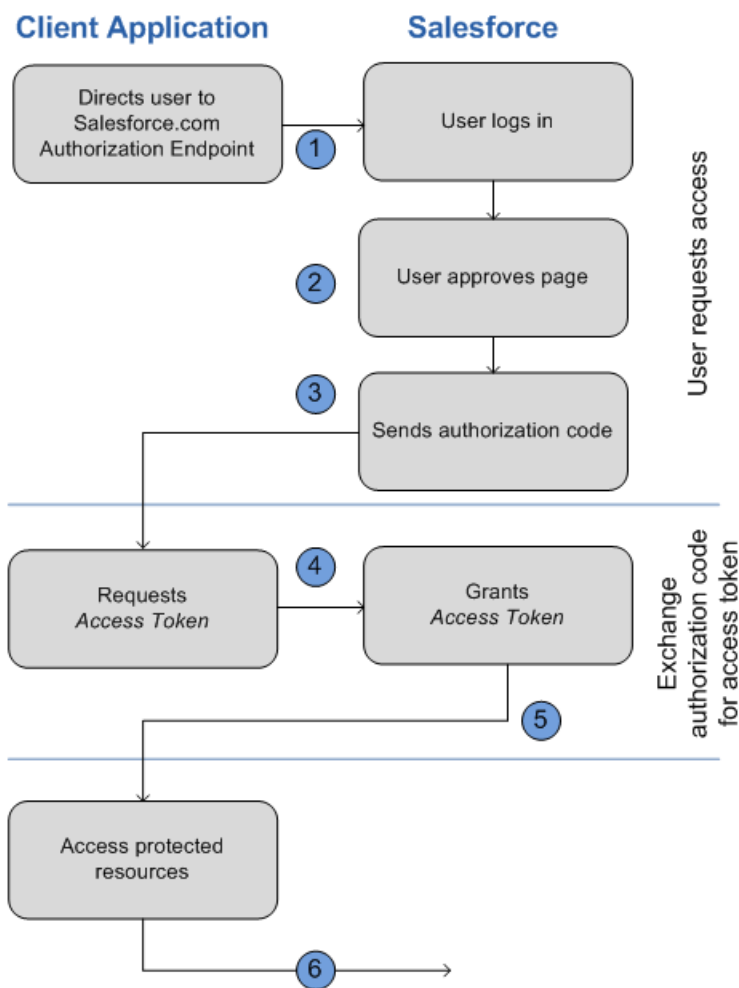 Client Application
Salesforce
Directs user to
Salesforce.com
Authorization Endpoint
1
User logs in
2
User approves page
3
Sends authorization code
User requests access
Requests
Access Token
4
Grants
Access Token
5
Exchange
authorization code
for access token
Access protected
resources
6